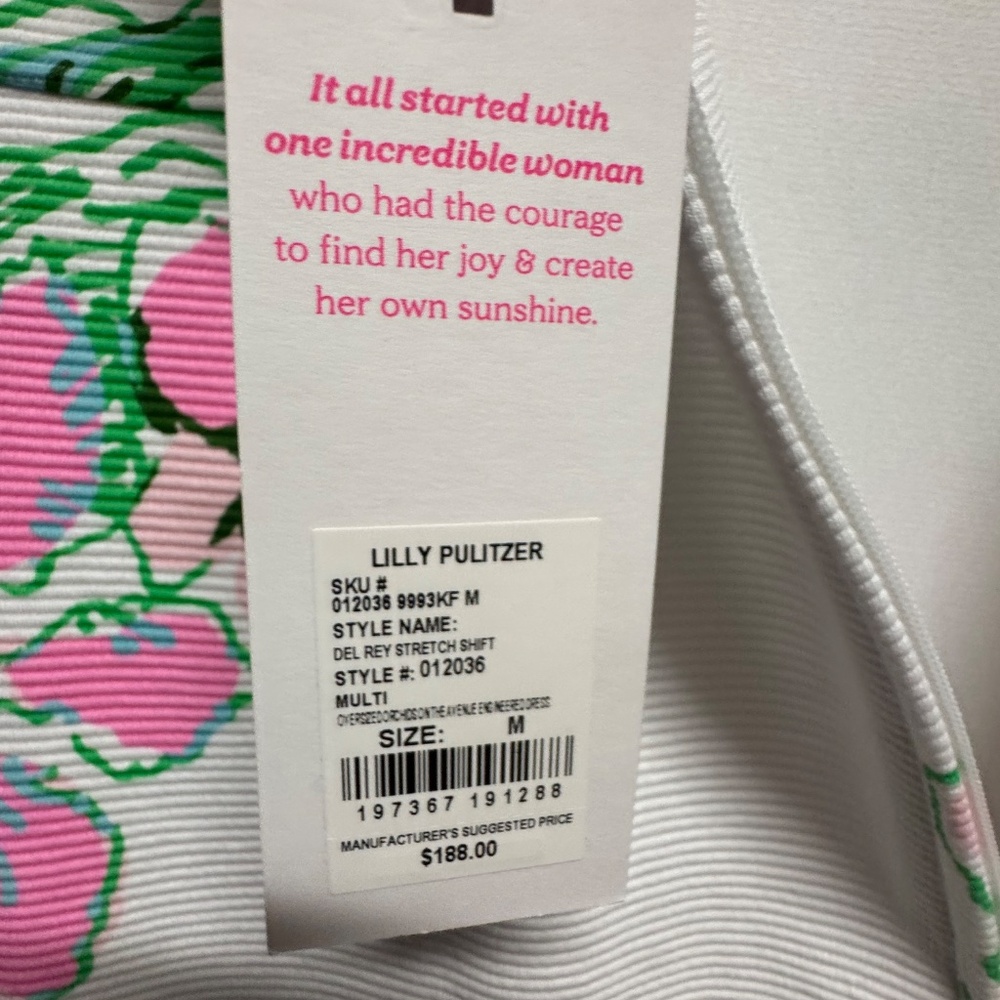 It all started with
one incredible woman
who had the courage
to find her joy & create
her own sunshine.
LILLY PULITZER
SKU #
012036 9993KF M
STYLE NAME:
DEL REY STRETCH SHIFT
STYLE #: 012036
MULTI
OVERSIZED ORCHIDS ON THE AVENUE ENGINEERED DRESS
SIZE: M
197367 191288
MANUFACTURER'S SUGGESTED PRICE
$188.00